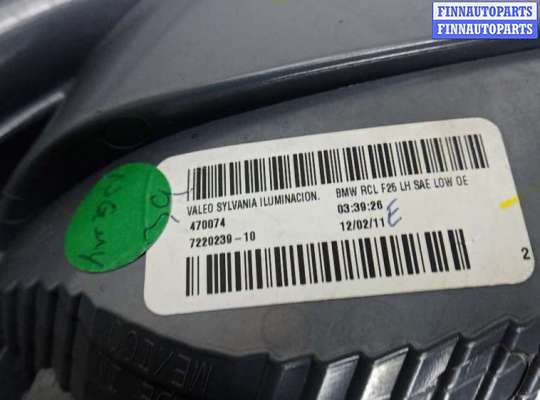 FINNAUTOPARTS
FINNAUTOPARTS
VALEO SYLVANIA ILUMINACION. BMW RCL F25 LH SAE LOW OE
470074 03:39:26
7220239-10 12/02/11 E
2